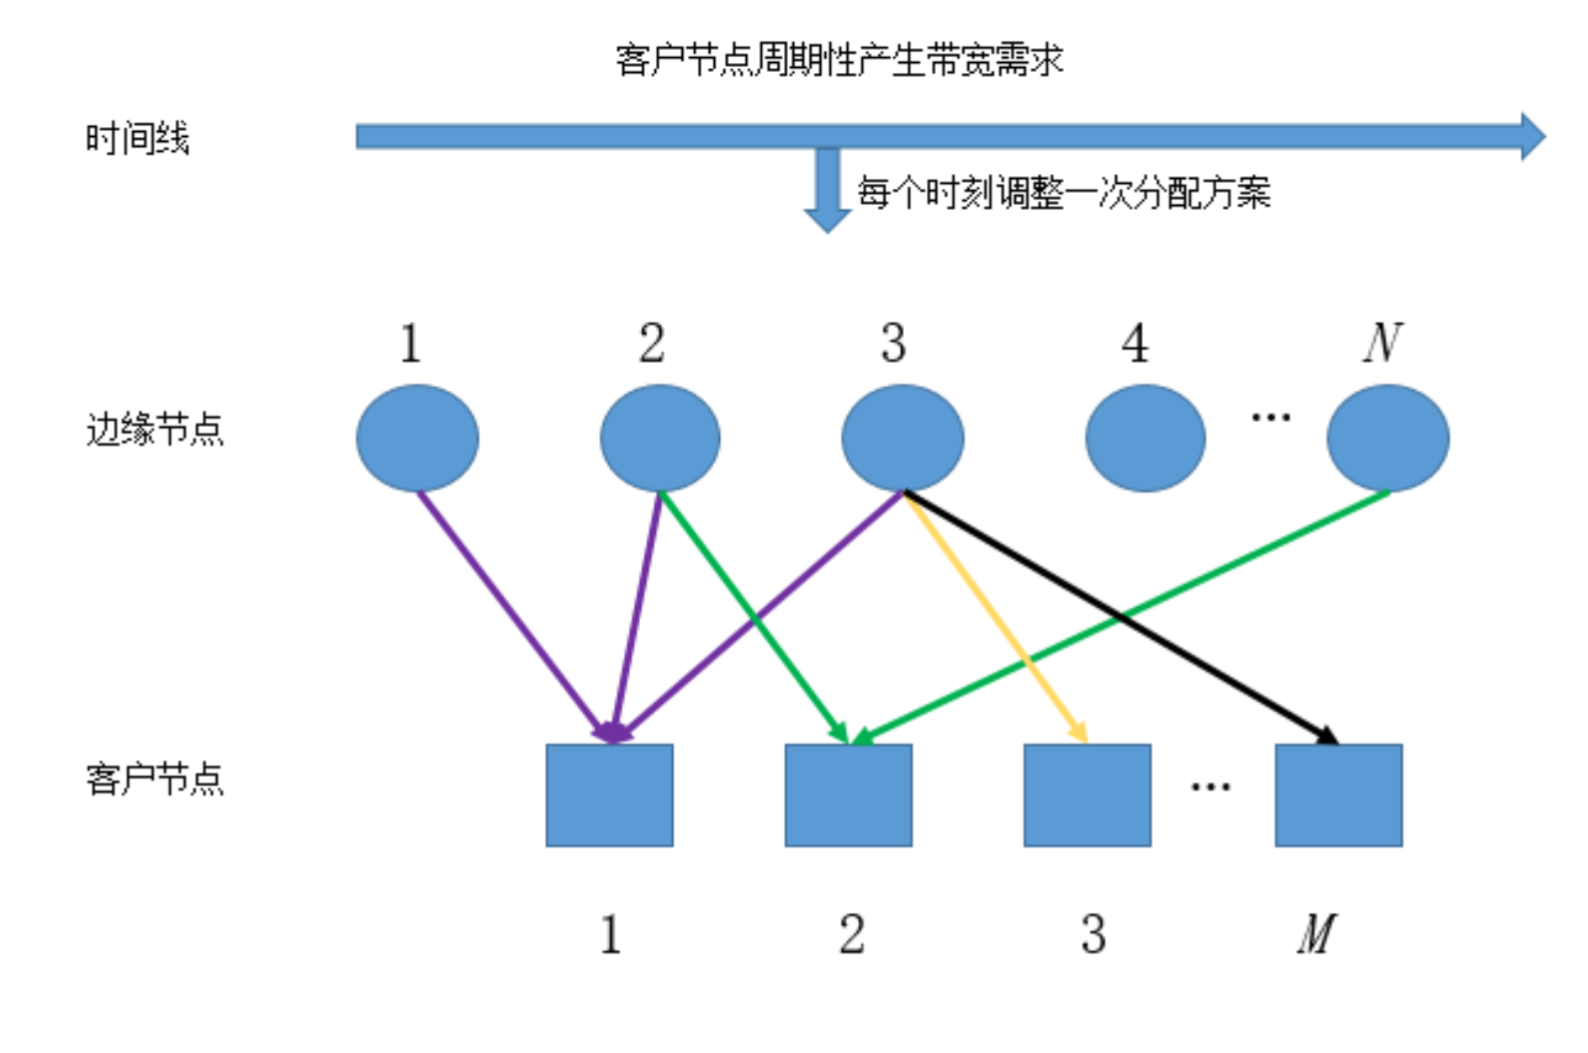 客户节点周期性产生带宽需求
时间线
每个时刻调整一次分配方案
1 2 3 4 N
边缘节点 ...
客户节点 ...
1 2 3 M